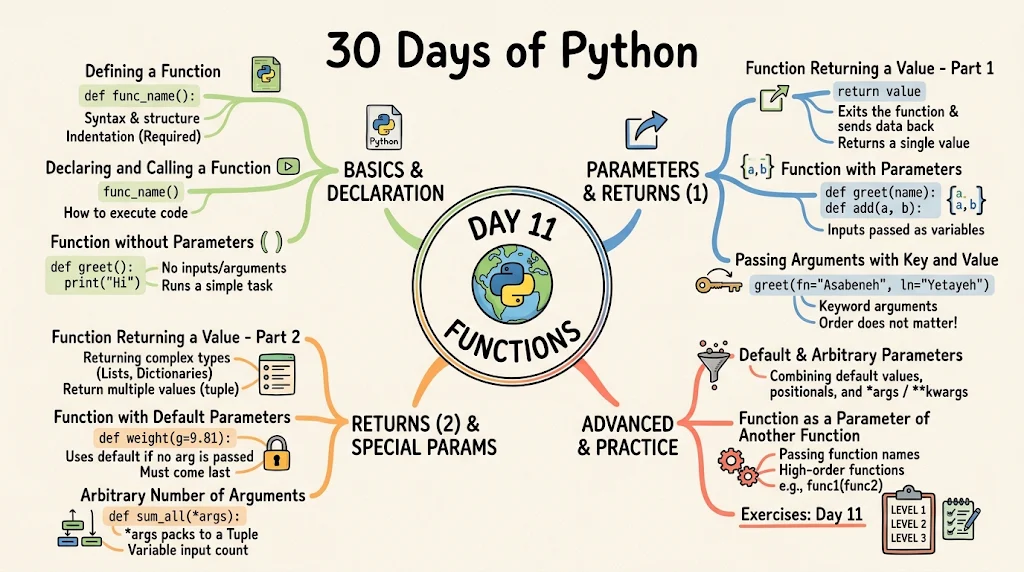 30 Days of Python
Defining a Function
def func_name():
Syntax & structure
Indentation (Required)
Declaring and Calling a Function
func_name()
How to execute code
Function without Parameters ( )
def greet():
print("Hi")
No inputs/arguments
Runs a simple task
Python
BASICS &
DECLARATION
PARAMETERS
& RETURNS (1)
Function Returning a Value - Part 1
return value
Exits the function &
sends data back
Returns a single value
{a,b}
Function with Parameters
def greet(name):
def add(a, b):
{a.
a,b}
Inputs passed as variables
Passing Arguments with Key and Value
greet(fn="Asabeneh", ln="Yetayeh")
Keyword arguments
Order does not matter!
DAY 11
FUNCTIONS
Function Returning a Value - Part 2
Returning complex types
(Lists, Dictionaries)
Return multiple values (tuple)
Function with Default Parameters
def weight(g=9.81):
Uses default if no arg is passed
Must come last
Arbitrary Number of Arguments
def sum_all(*args):
*args packs to a Tuple
Variable input count
RETURNS (2) &
SPECIAL PARAMS
ADVANCED
& PRACTICE
Default & Arbitrary Parameters
Combining default values,
positionals, and *args / **kwargs
Function as a Parameter of
Another Function
Passing function names
High-order functions
e.g., func1(func2)
Exercises: Day 11
LEVEL 1
LEVEL 2
LEVEL 3